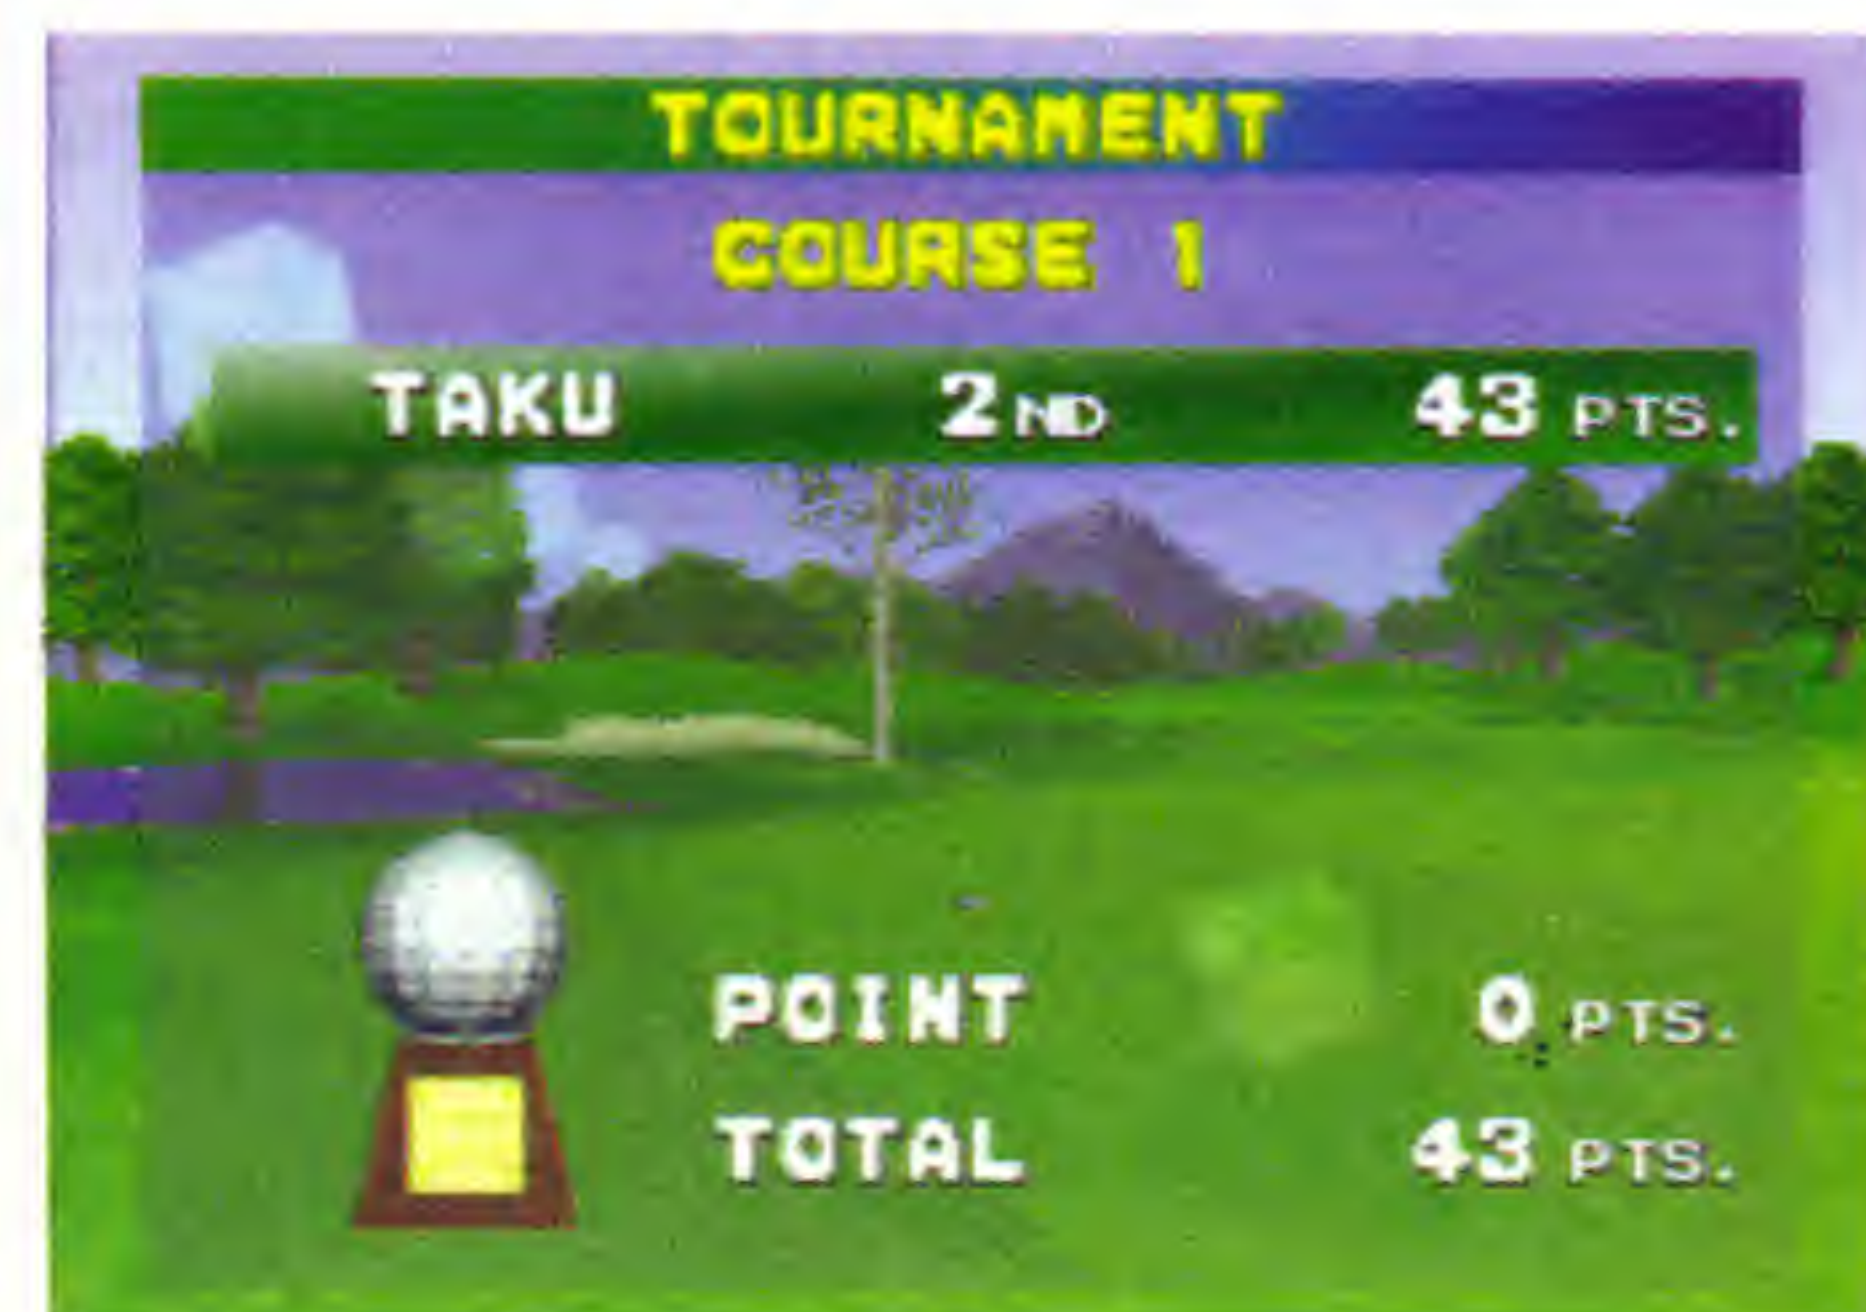 TOURNAMENT
COURSE 1
TAKU 2ND 43 PTS.
POINT 0 PTS.
TOTAL 43 PTS.